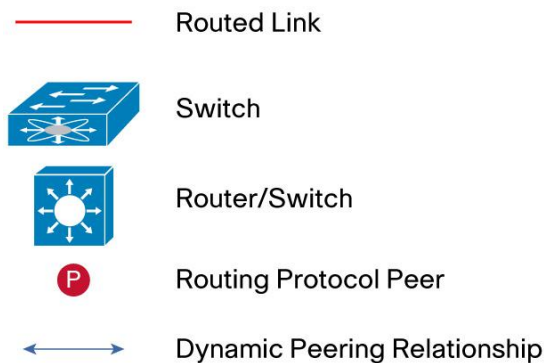 Routed Link
Switch
Router/Switch
P
Routing Protocol Peer
Dynamic Peering Relationship